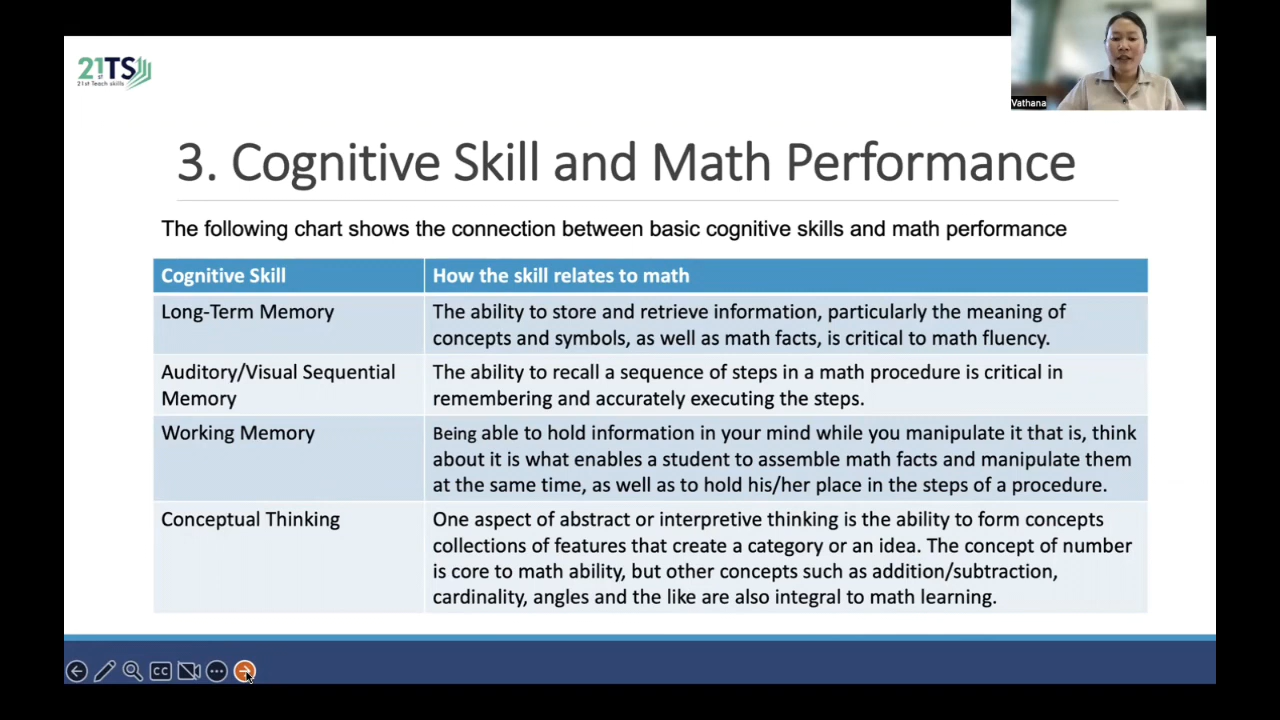 21st TS
21st Teach skills
Vathana
3. Cognitive Skill and Math Performance
The following chart shows the connection between basic cognitive skills and math performance
Cognitive Skill
How the skill relates to math
Long-Term Memory
The ability to store and retrieve information, particularly the meaning of
concepts and symbols, as well as math facts, is critical to math fluency.
Auditory/Visual Sequential
Memory
The ability to recall a sequence of steps in a math procedure is critical in
remembering and accurately executing the steps.
Working Memory
Being able to hold information in your mind while you manipulate it that is, think
about it is what enables a student to assemble math facts and manipulate them
at the same time, as well as to hold his/her place in the steps of a procedure.
Conceptual Thinking
One aspect of abstract or interpretive thinking is the ability to form concepts
collections of features that create a category or an idea. The concept of number
is core to math ability, but other concepts such as addition/subtraction,
cardinality, angles and the like are also integral to math learning.
CC